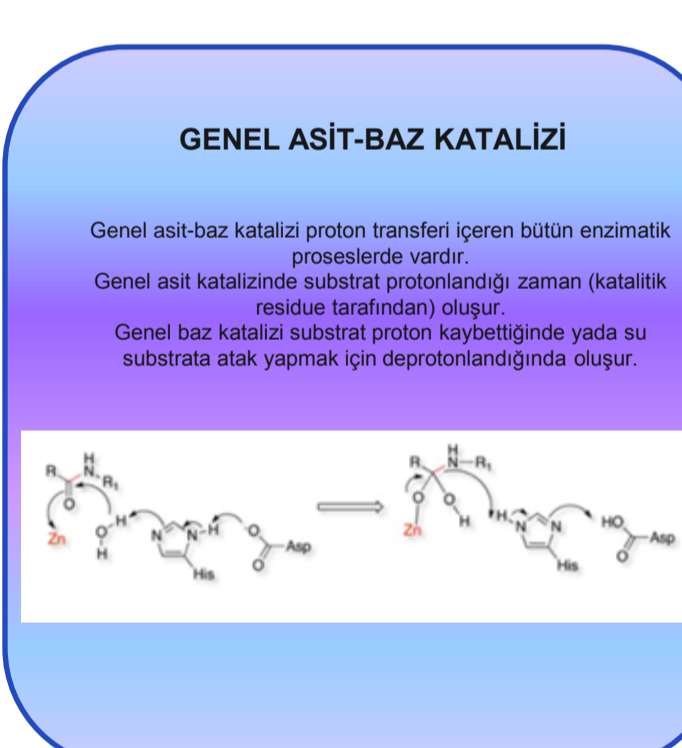 GENEL ASİT-BAZ KATALİZİ
Genel asit-baz katalizi proton transferi içeren bütün enzimatik
proseslerde vardır.
Genel asit katalizinde substrat protonlandığı zaman (katalitik
residue tarafından) oluşur.
Genel baz katalizi substrat proton kaybettiğinde yada su
substrata atak yapmak için deprotonlandığında oluşur.
H
R N R₁
O
Zn
H
O
H
N N-H
His
O
O
Asp
H
R N-R₁
O O
H
Zn
H
N N
His
HO
O
Asp